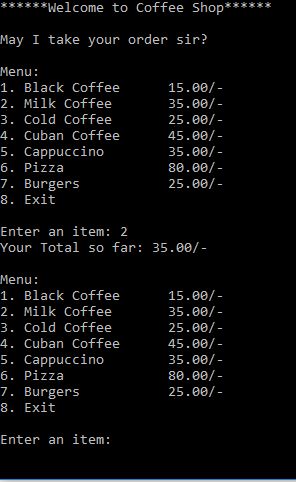 ******Welcome to Coffee Shop******
May I take your order sir?
Menu:
1. Black Coffee      15.00/-
2. Milk Coffee       35.00/-
3. Cold Coffee       25.00/-
4. Cuban Coffee      45.00/-
5. Cappuccino        35.00/-
6. Pizza             80.00/-
7. Burgers           25.00/-
8. Exit
Enter an item: 2
Your Total so far: 35.00/-
Menu:
1. Black Coffee      15.00/-
2. Milk Coffee       35.00/-
3. Cold Coffee       25.00/-
4. Cuban Coffee      45.00/-
5. Cappuccino        35.00/-
6. Pizza             80.00/-
7. Burgers           25.00/-
8. Exit
Enter an item: